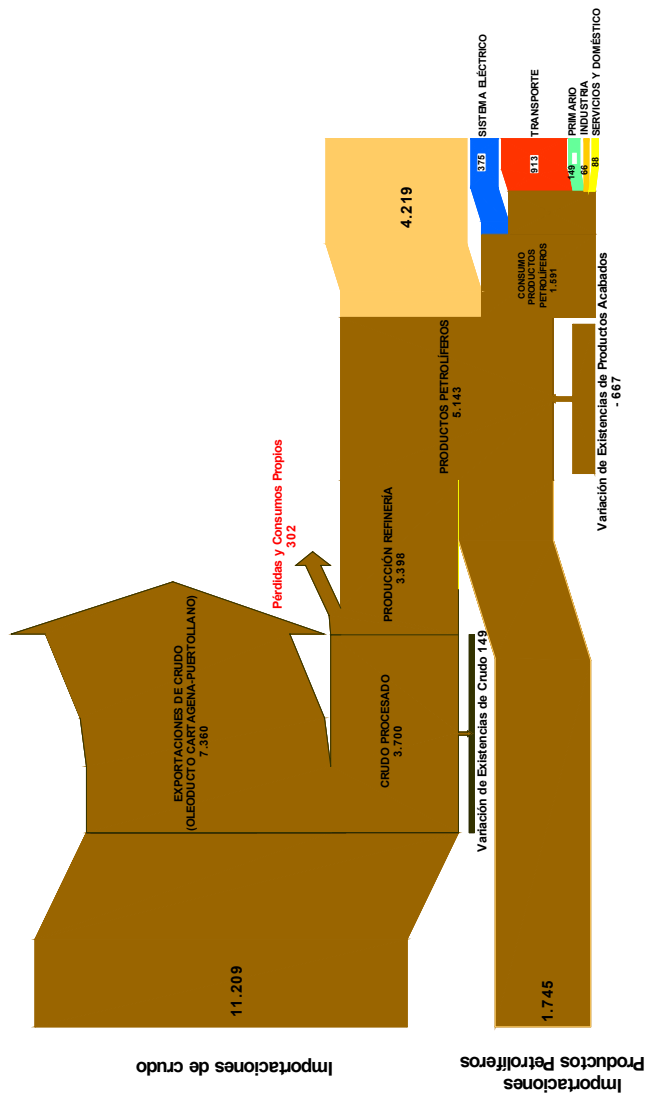 Importaciones de crudo
11.209
EXPORTACIONES DE CRUDO
(OLEODUCTO CARTAGENA-PUERTOLLANO)
7.360
CRUDO PROCESADO
3.700
Variación de Existencias de Crudo 149
Pérdidas y Consumos Propios
302
PRODUCCIÓN REFINERÍA
3.398
Importaciones
Productos Petrolíferos
1.745
PRODUCTOS PETROLÍFEROS
5.143
Variación de Existencias de Productos Acabados
- 667
4.219
CONSUMO
PRODUCTOS
PETROLÍFEROS
1.591
375
SISTEMA ELÉCTRICO
913
TRANSPORTE
149
PRIMARIO
66
INDUSTRIA
88
SERVICIOS Y DOMÉSTICO